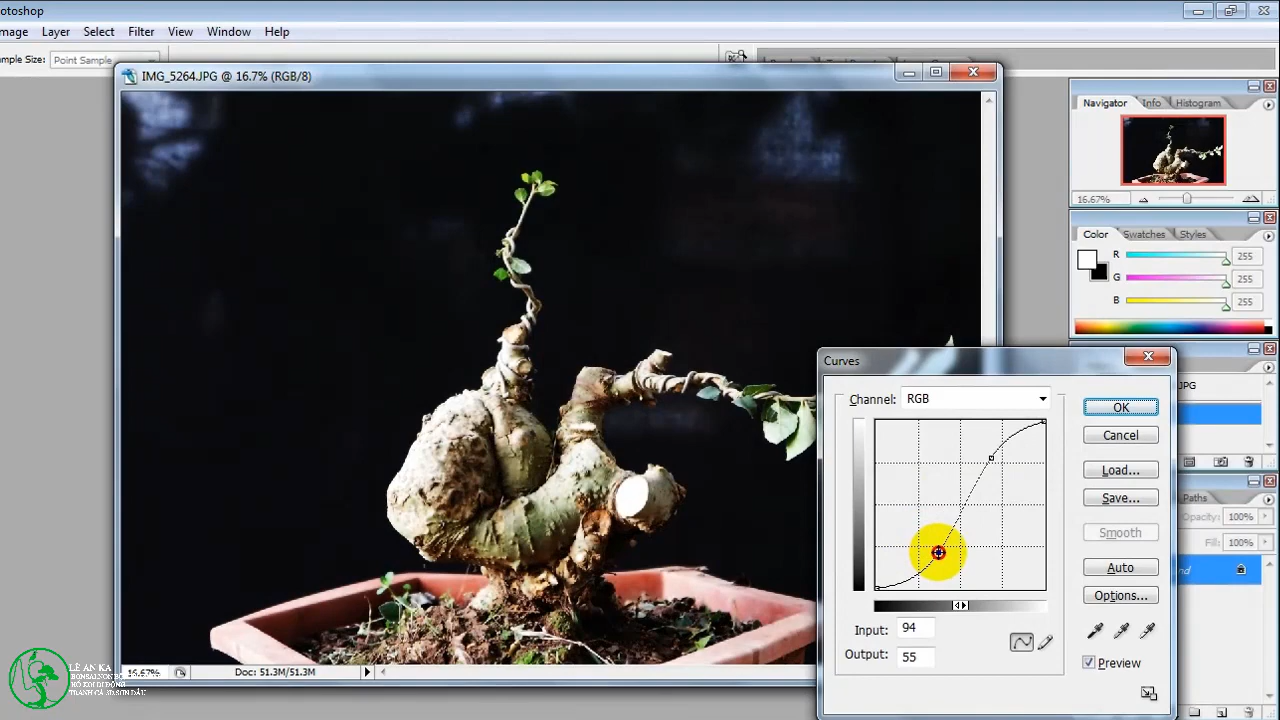 otoshop
mage Layer Select Filter View Window Help
mple Size: Point Sample
IMG_5264.JPG @ 16.7% (RGB/8)
Navigator Info Histogram
16.67%
Color Swatches Styles
R 255
G 255
B 255
JPG
Curves
Channel: RGB
OK
Cancel
Load...
Save...
Smooth
Auto
Options...
Input: 94
Output: 55
Preview
Paths
Opacity: 100%
Fill: 100%
nd
16.67% Doc: 51.3M/51.3M
LÊ AN KA